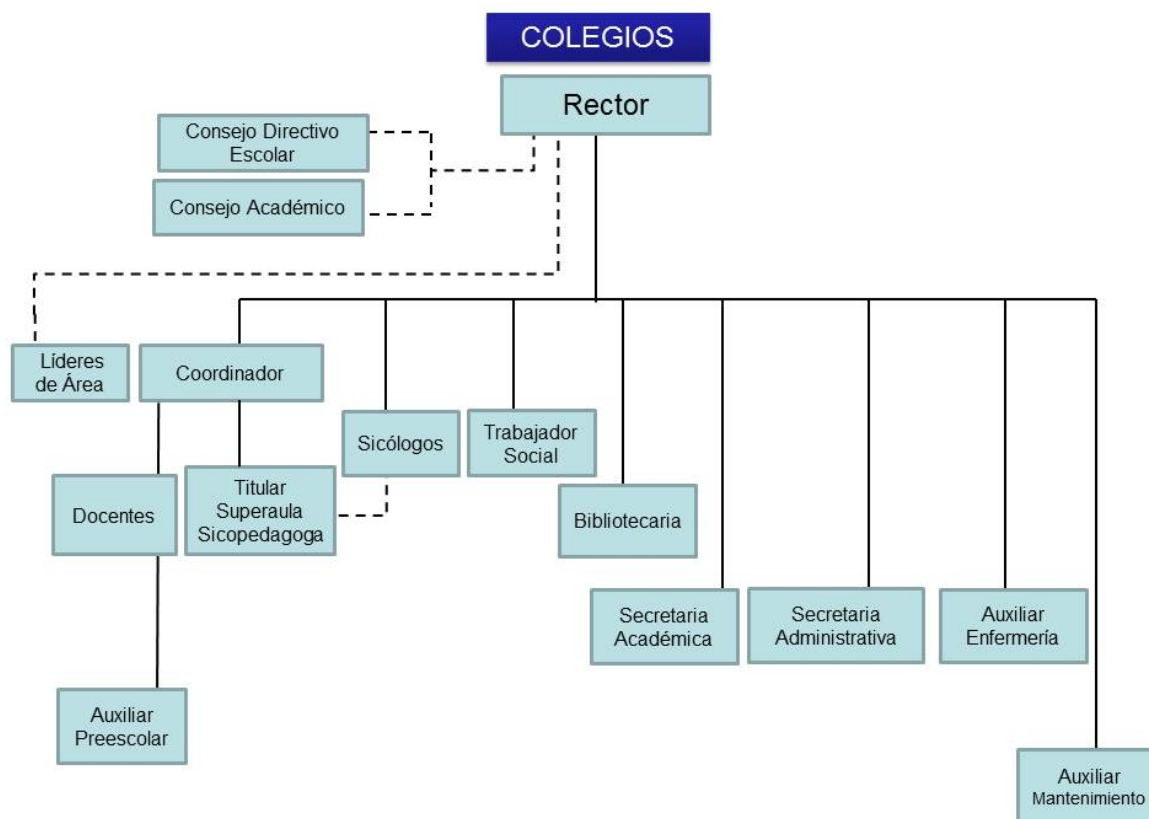 COLEGIOS
Rector
Consejo Directivo
Escolar
Consejo Académico
Líderes
de Área
Coordinador
Sicólogos
Trabajador
Social
Docentes
Titular
Superaula
Sicopedagoga
Bibliotecaria
Secretaria
Académica
Secretaria
Administrativa
Auxiliar
Enfermería
Auxiliar
Preescolar
Auxiliar
Mantenimiento